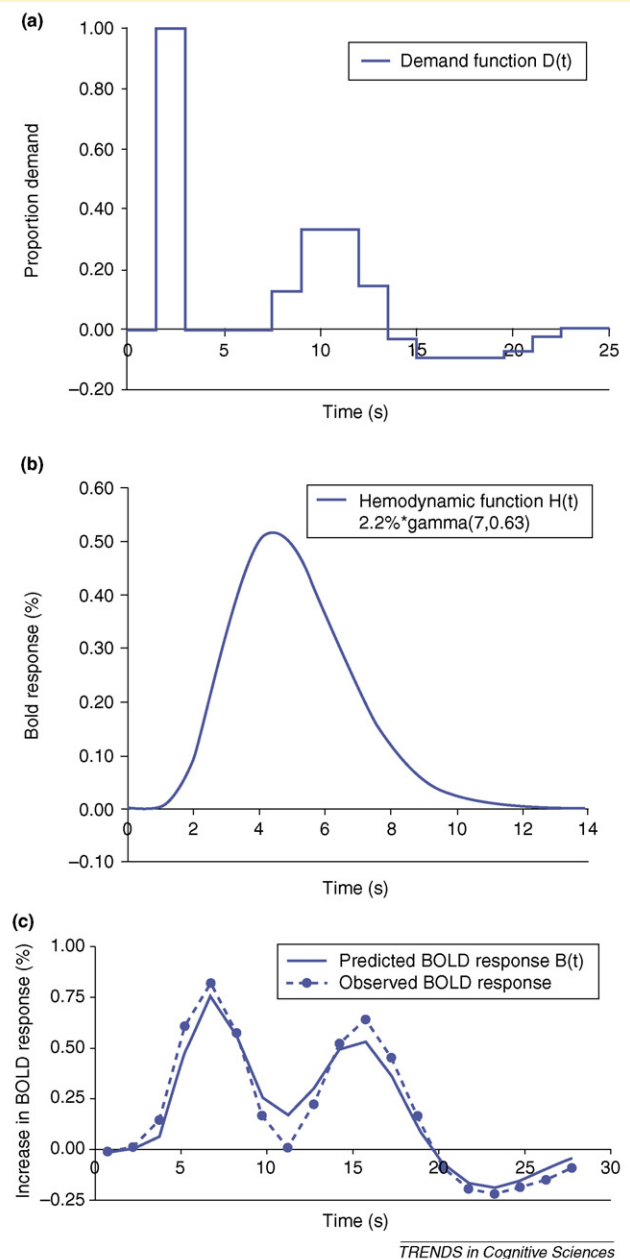 (a)
1.00
0.80
0.60
0.40
0.20
0.00
–0.20
Proportion demand
Demand function D(t)
0 5 10 15 20 25
Time (s)
(b)
0.60
0.50
0.40
0.30
0.20
0.10
0.00
–0.10
Bold response (%)
Hemodynamic function H(t)
2.2%*gamma(7,0.63)
0 2 4 6 8 10 12 14
Time (s)
(c)
1.00
0.75
0.50
0.25
0.00
–0.25
Increase in BOLD response (%)
Predicted BOLD response B(t)
Observed BOLD response
0 5 10 15 20 25 30
Time (s)
TRENDS in Cognitive Sciences